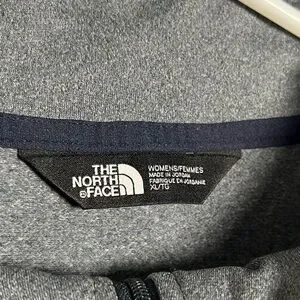 THE
NORTH
FACE
WOMENS/FEMMES
MADE IN JORDAN
FABRIQUÉ EN JORDANIE
XL/TG